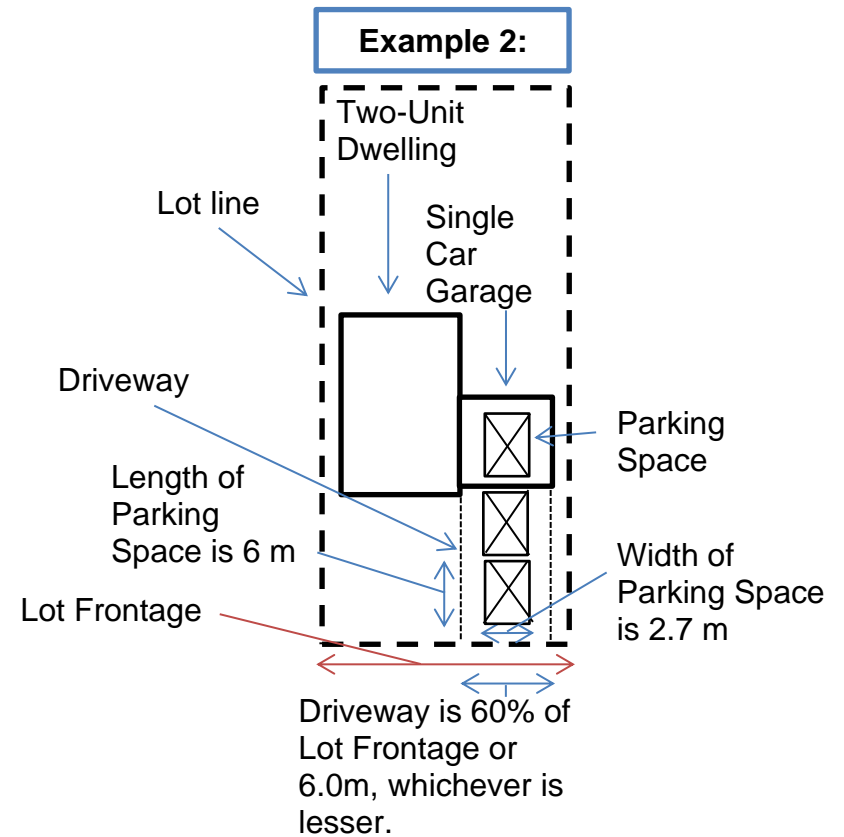 Example 2:
Two-Unit
Dwelling
Lot line
Single
Car
Garage
Driveway
Parking
Space
Length of
Parking
Space is 6 m
Width of
Parking Space
is 2.7 m
Lot Frontage
Driveway is 60% of
Lot Frontage or
6.0m, whichever is
lesser.